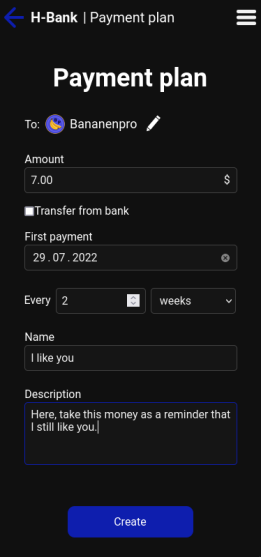 H-Bank | Payment plan
Payment plan
To: Bananenpro
Amount
7.00 $
Transfer from bank
First payment
29.07.2022
Every 2 weeks
Name
I like you
Description
Here, take this money as a reminder that
I still like you.
Create